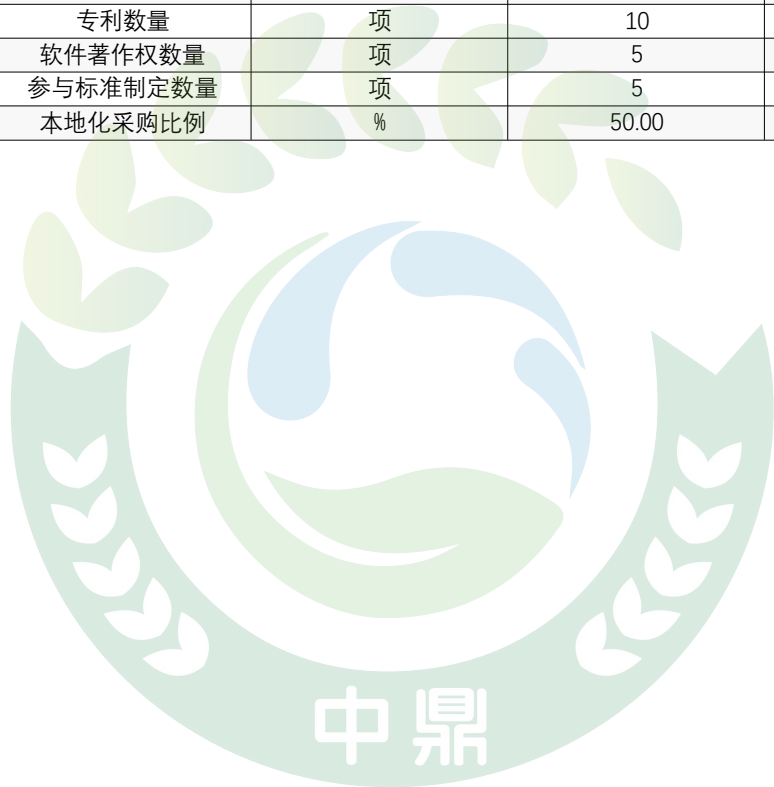 专利数量 项 10
软件著作权数量 项 5
参与标准制定数量 项 5
本地化采购比例 % 50.00
中鼎